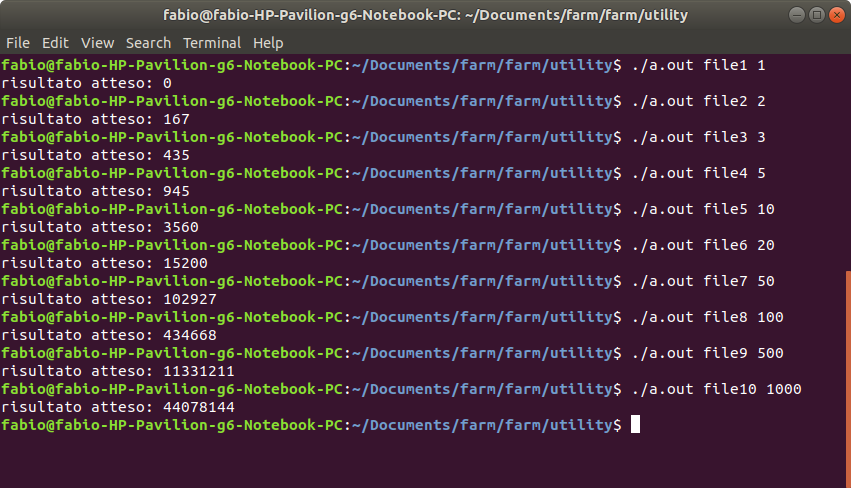 fabio@fabio-HP-Pavilion-g6-Notebook-PC: ~/Documents/farm/farm/utility
File Edit View Search Terminal Help
fabio@fabio-HP-Pavilion-g6-Notebook-PC:~/Documents/farm/farm/utility$ ./a.out file1 1
risultato atteso: 0
fabio@fabio-HP-Pavilion-g6-Notebook-PC:~/Documents/farm/farm/utility$ ./a.out file2 2
risultato atteso: 167
fabio@fabio-HP-Pavilion-g6-Notebook-PC:~/Documents/farm/farm/utility$ ./a.out file3 3
risultato atteso: 435
fabio@fabio-HP-Pavilion-g6-Notebook-PC:~/Documents/farm/farm/utility$ ./a.out file4 5
risultato atteso: 945
fabio@fabio-HP-Pavilion-g6-Notebook-PC:~/Documents/farm/farm/utility$ ./a.out file5 10
risultato atteso: 3560
fabio@fabio-HP-Pavilion-g6-Notebook-PC:~/Documents/farm/farm/utility$ ./a.out file6 20
risultato atteso: 15200
fabio@fabio-HP-Pavilion-g6-Notebook-PC:~/Documents/farm/farm/utility$ ./a.out file7 50
risultato atteso: 102927
fabio@fabio-HP-Pavilion-g6-Notebook-PC:~/Documents/farm/farm/utility$ ./a.out file8 100
risultato atteso: 434668
fabio@fabio-HP-Pavilion-g6-Notebook-PC:~/Documents/farm/farm/utility$ ./a.out file9 500
risultato atteso: 11331211
fabio@fabio-HP-Pavilion-g6-Notebook-PC:~/Documents/farm/farm/utility$ ./a.out file10 1000
risultato atteso: 44078144
fabio@fabio-HP-Pavilion-g6-Notebook-PC:~/Documents/farm/farm/utility$